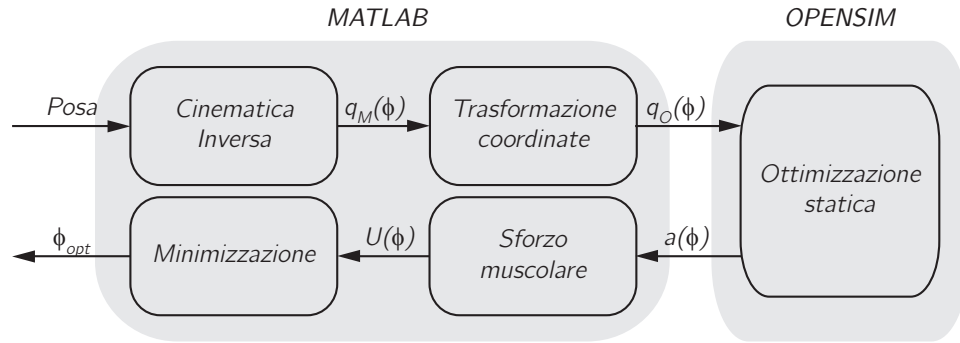 MATLAB
OPENSIM
Posa
Cinematica
Inversa
q_M(ϕ)
Trasformazione
coordinate
q_O(ϕ)
Ottimizzazione
statica
ϕ_opt
Minimizzazione
U(ϕ)
Sforzo
muscolare
a(ϕ)